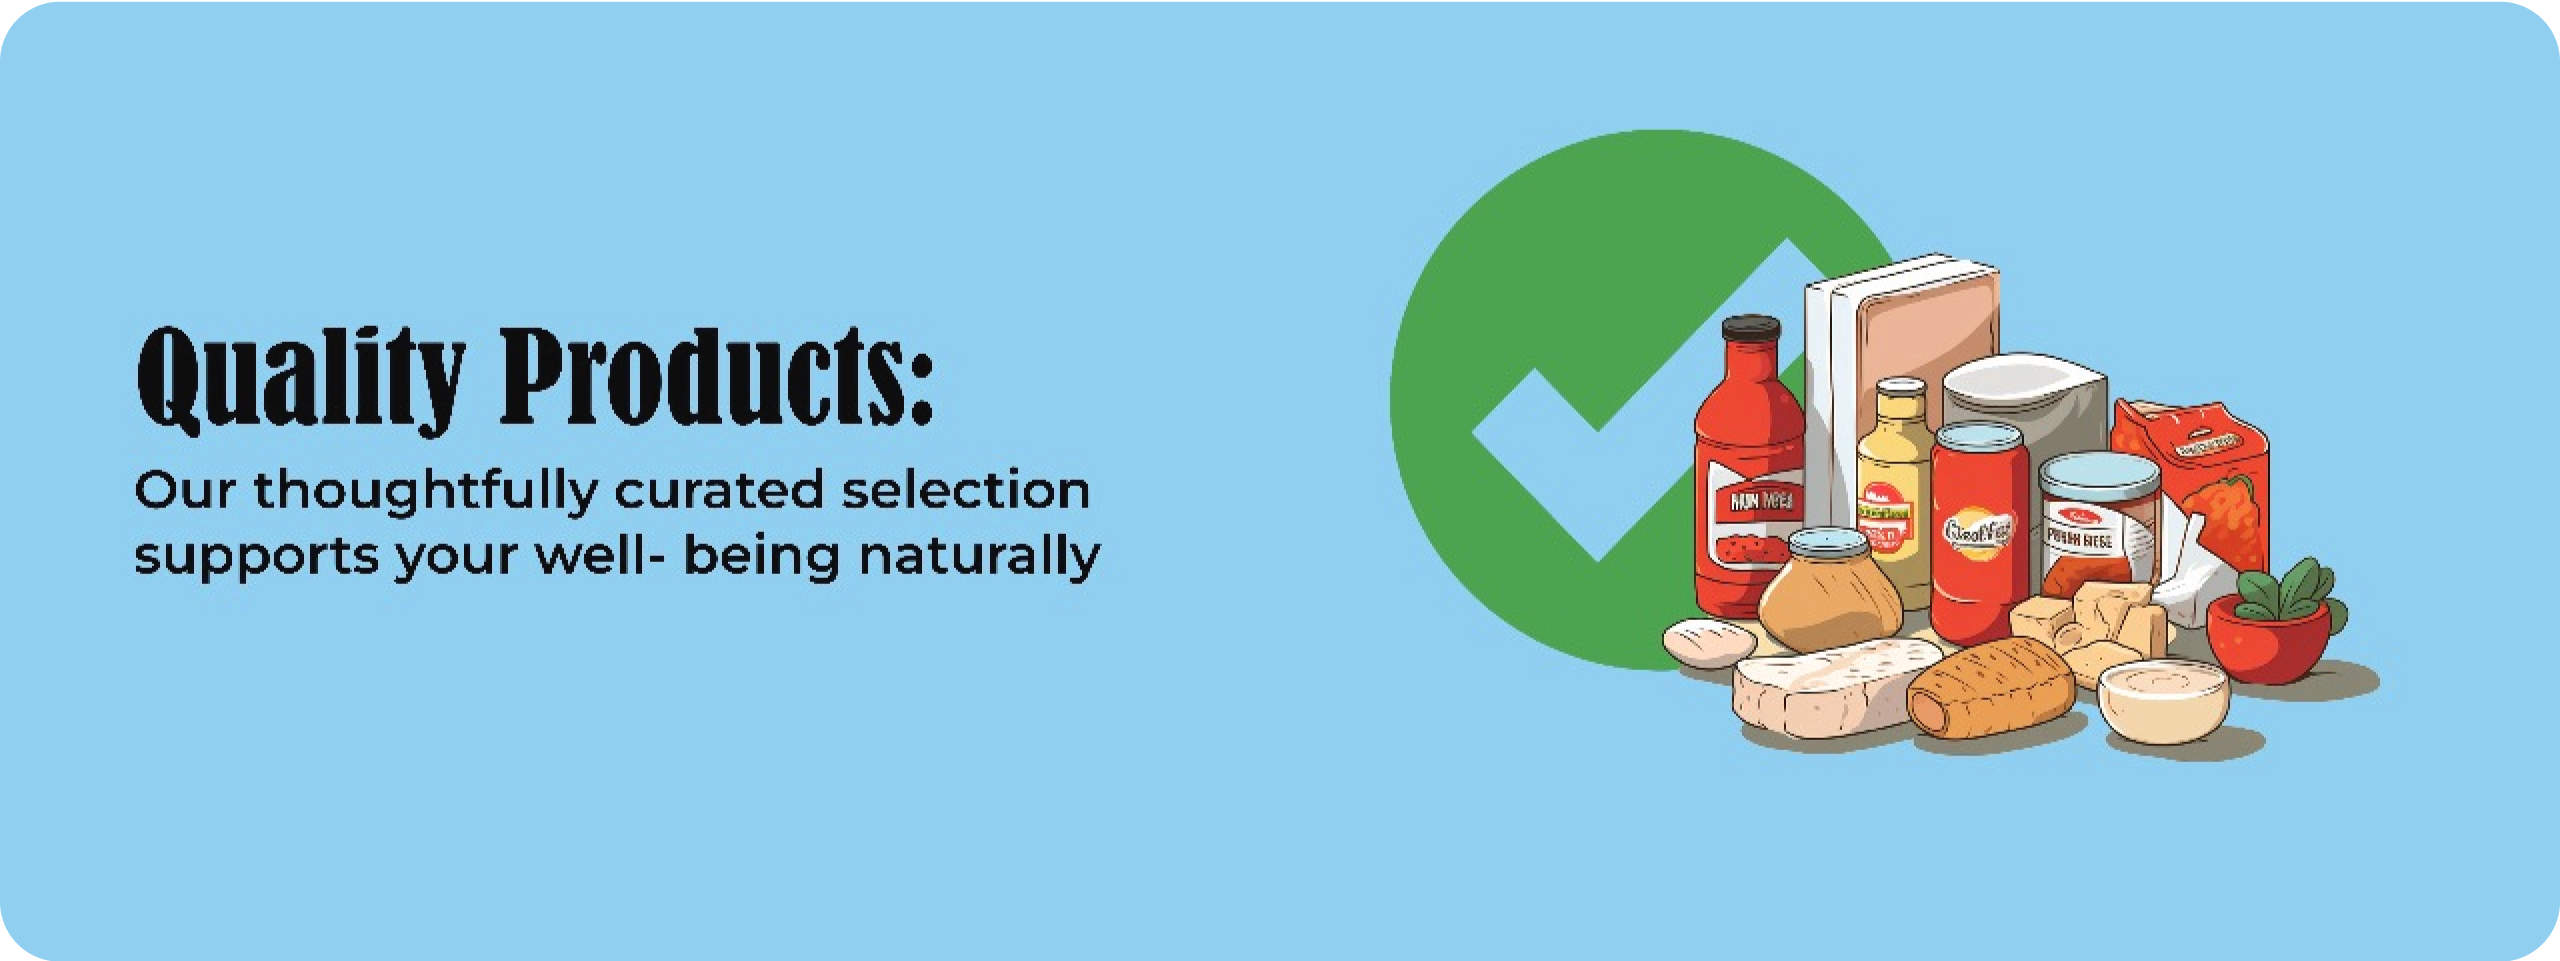 Quality Products:
Our thoughtfully curated selection
supports your well- being naturally